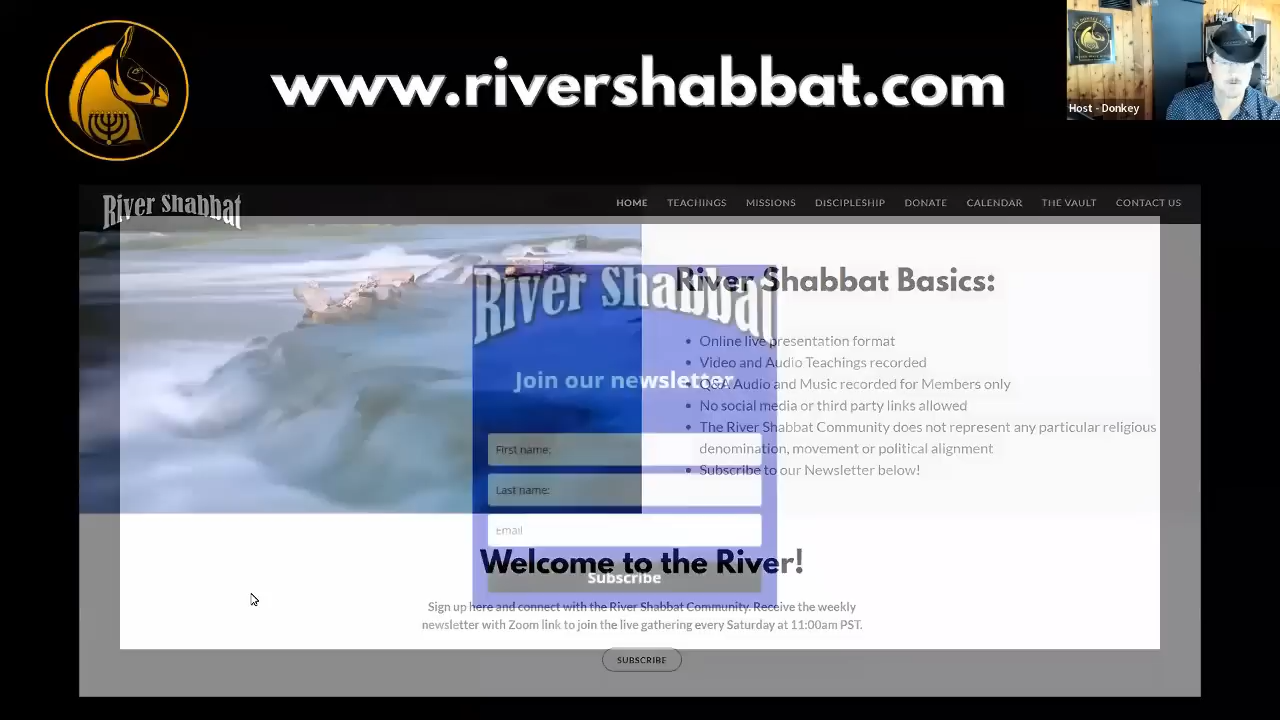 www.rivershabbat.com
Host - Donkey
River Shabbat
HOME TEACHINGS MISSIONS DISCIPLESHIP DONATE CALENDAR THE VAULT CONTACT US
River Shabbat Basics:
Online live presentation format
Video and Audio Teachings recorded
Audio and Music recorded for Members only
No social media or third party links allowed
The River Shabbat Community does not represent any particular religious
denomination, movement or political alignment
Subscribe to our Newsletter below!
River Shabbat
Join our newsletter
First name:
Last name:
Email
Subscribe
Welcome to the River!
Sign up here and connect with the River Shabbat Community. Receive the weekly
newsletter with Zoom link to join the live gathering every Saturday at 11:00am PST.
SUBSCRIBE